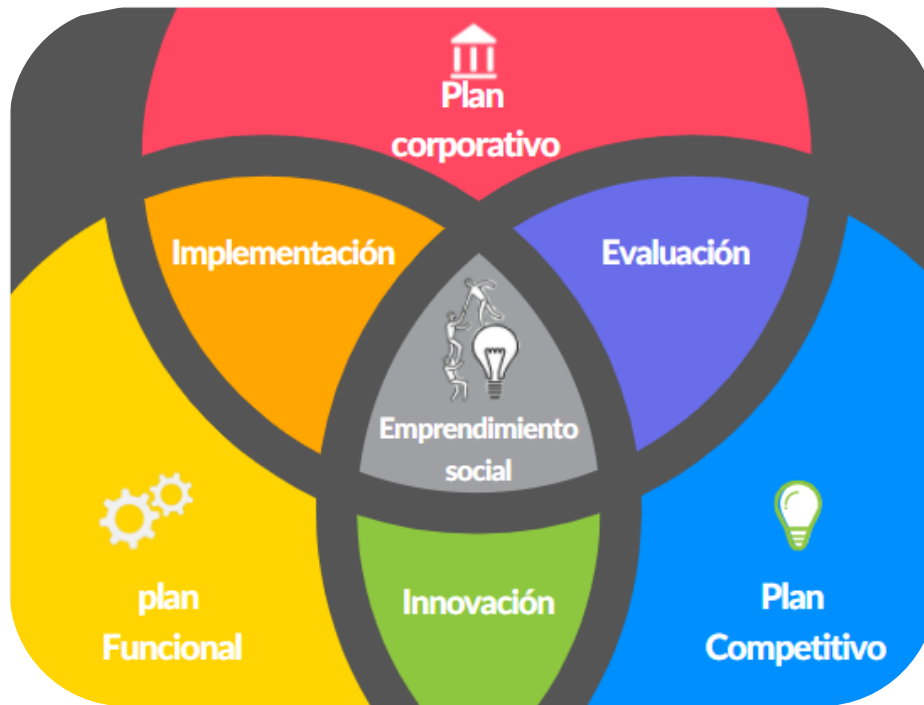 Plan
corporativo
Implementación
Evaluación
Emprendimiento
social
plan
Funcional
Innovación
Plan
Competitivo